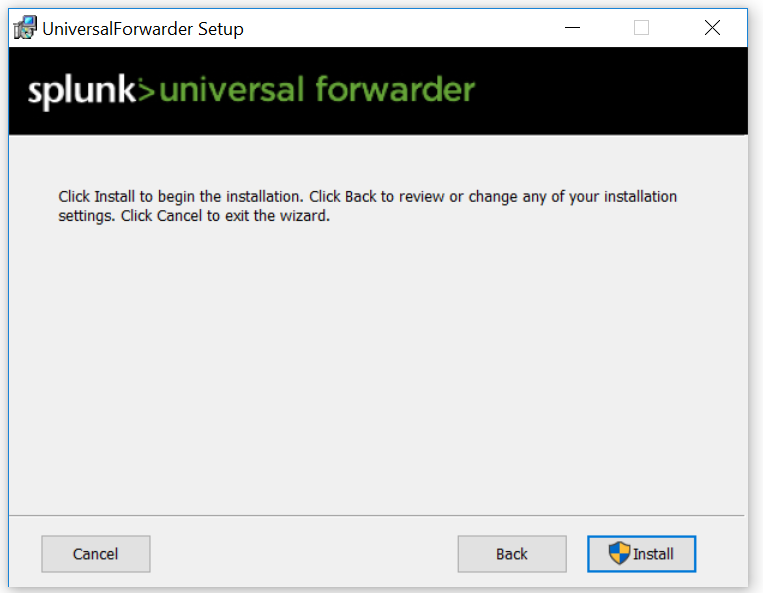 UniversalForwarder Setup
splunk>universal forwarder
Click Install to begin the installation. Click Back to review or change any of your installation
settings. Click Cancel to exit the wizard.
Cancel
Back
Install